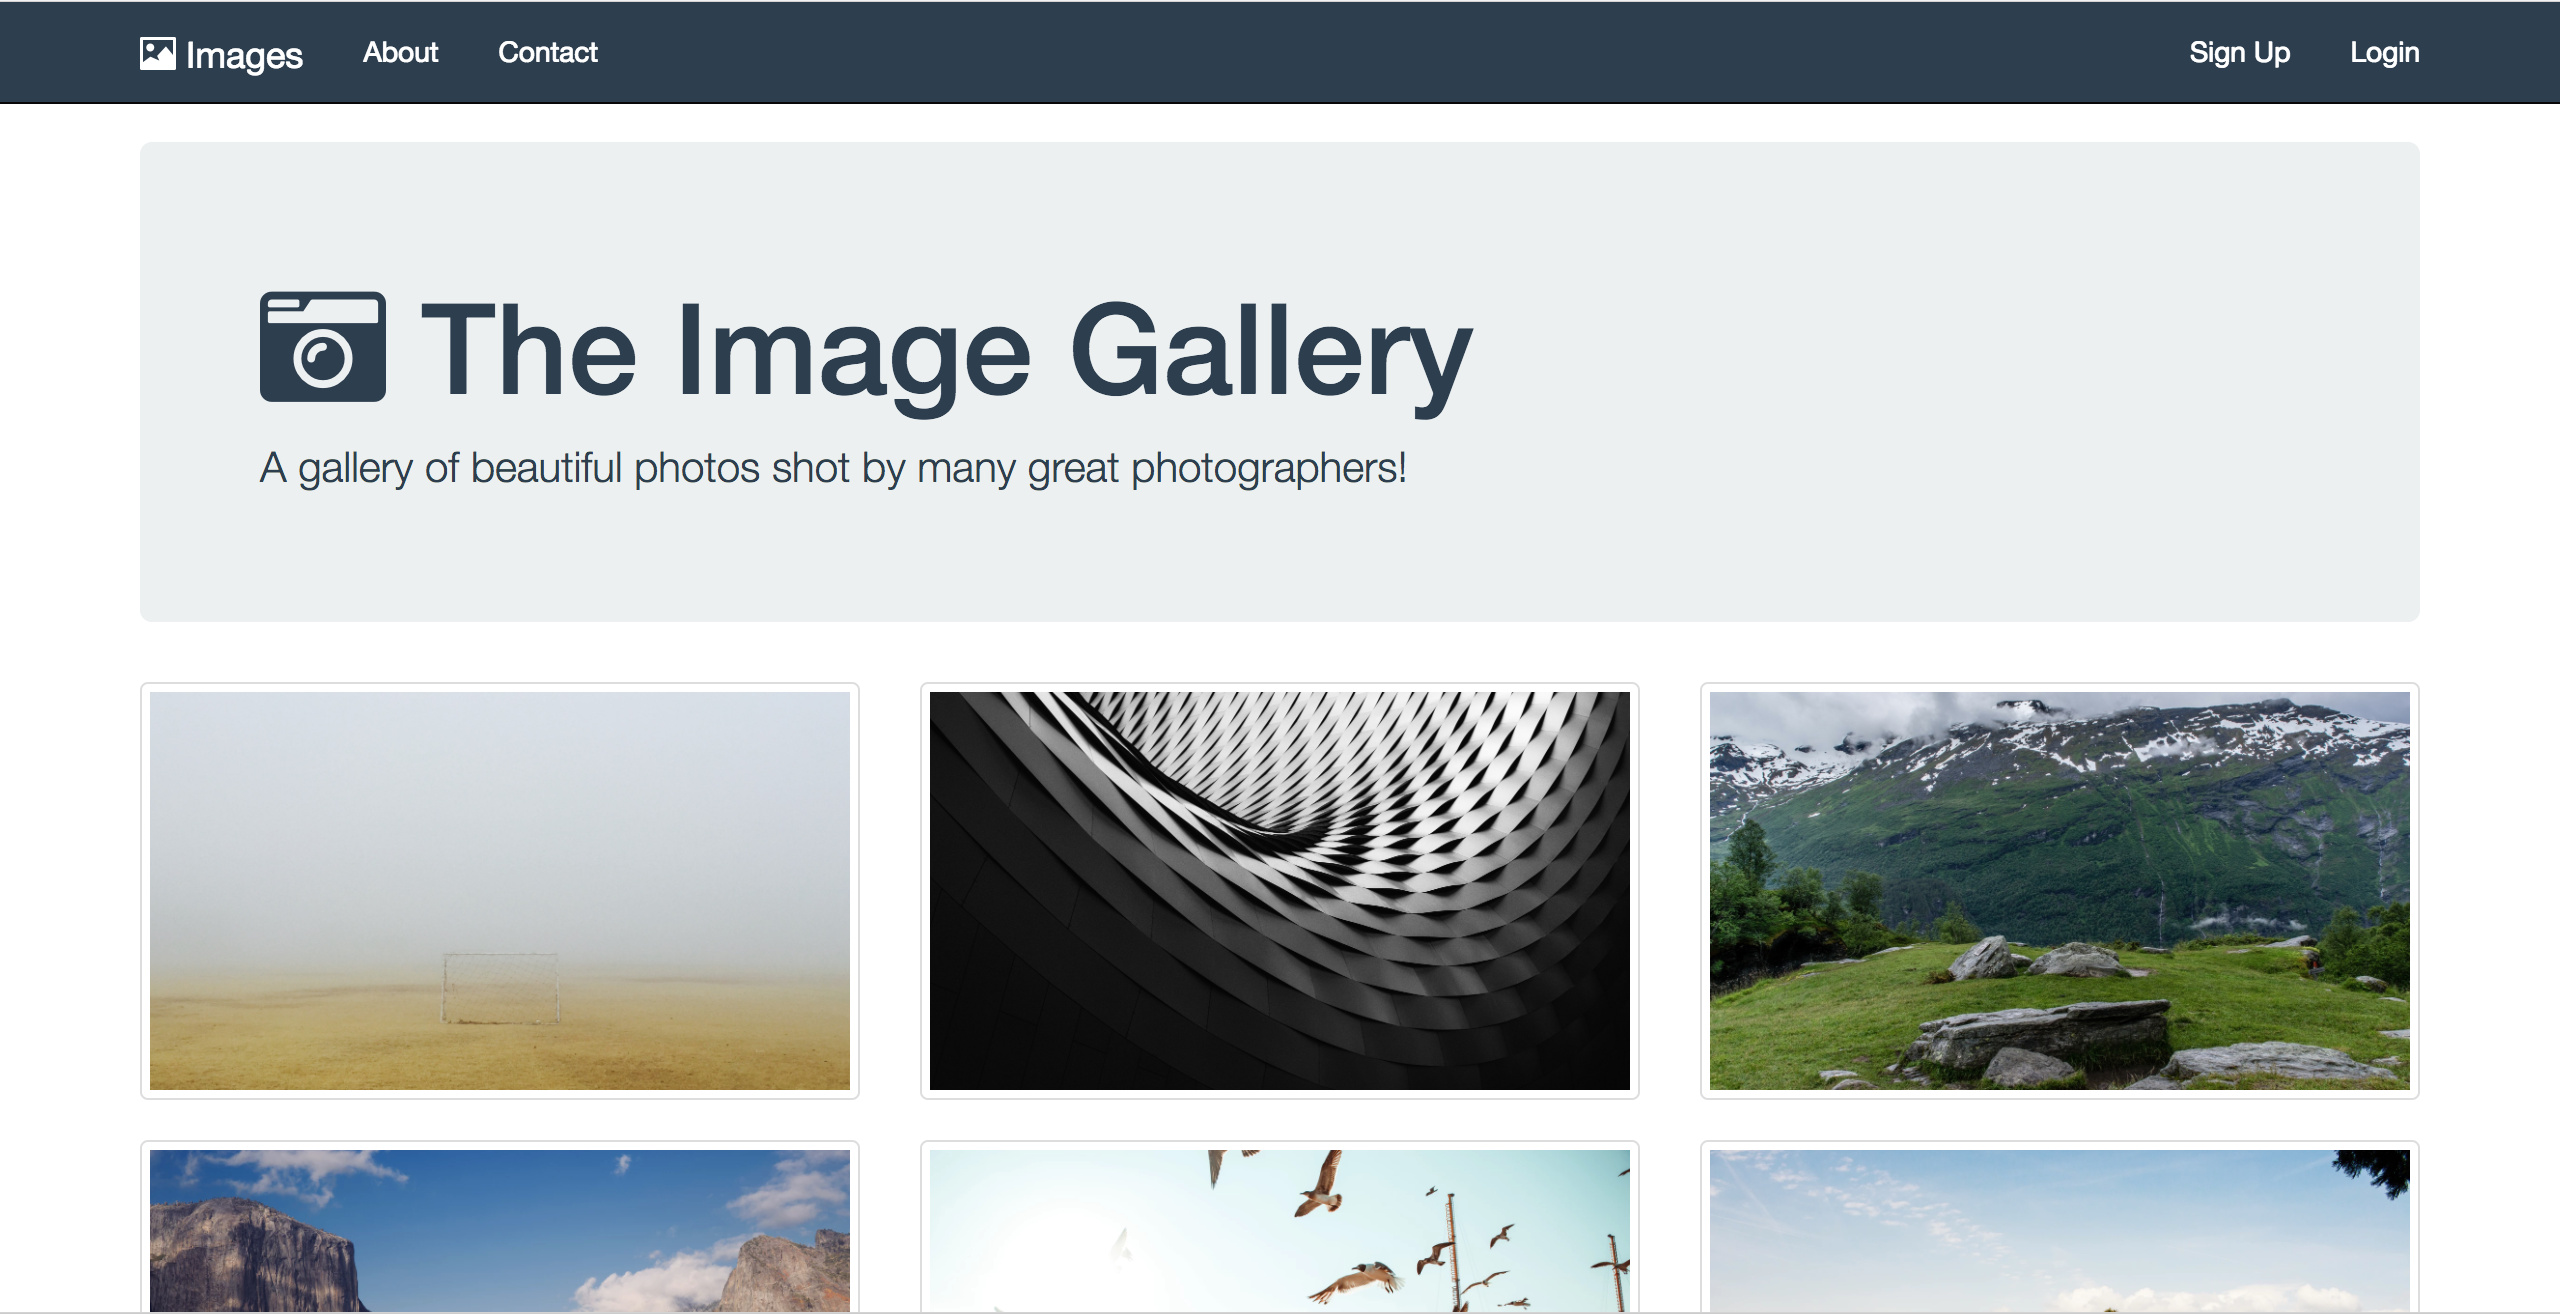 Images About Contact Sign Up Login
The Image Gallery
A gallery of beautiful photos shot by many great photographers!